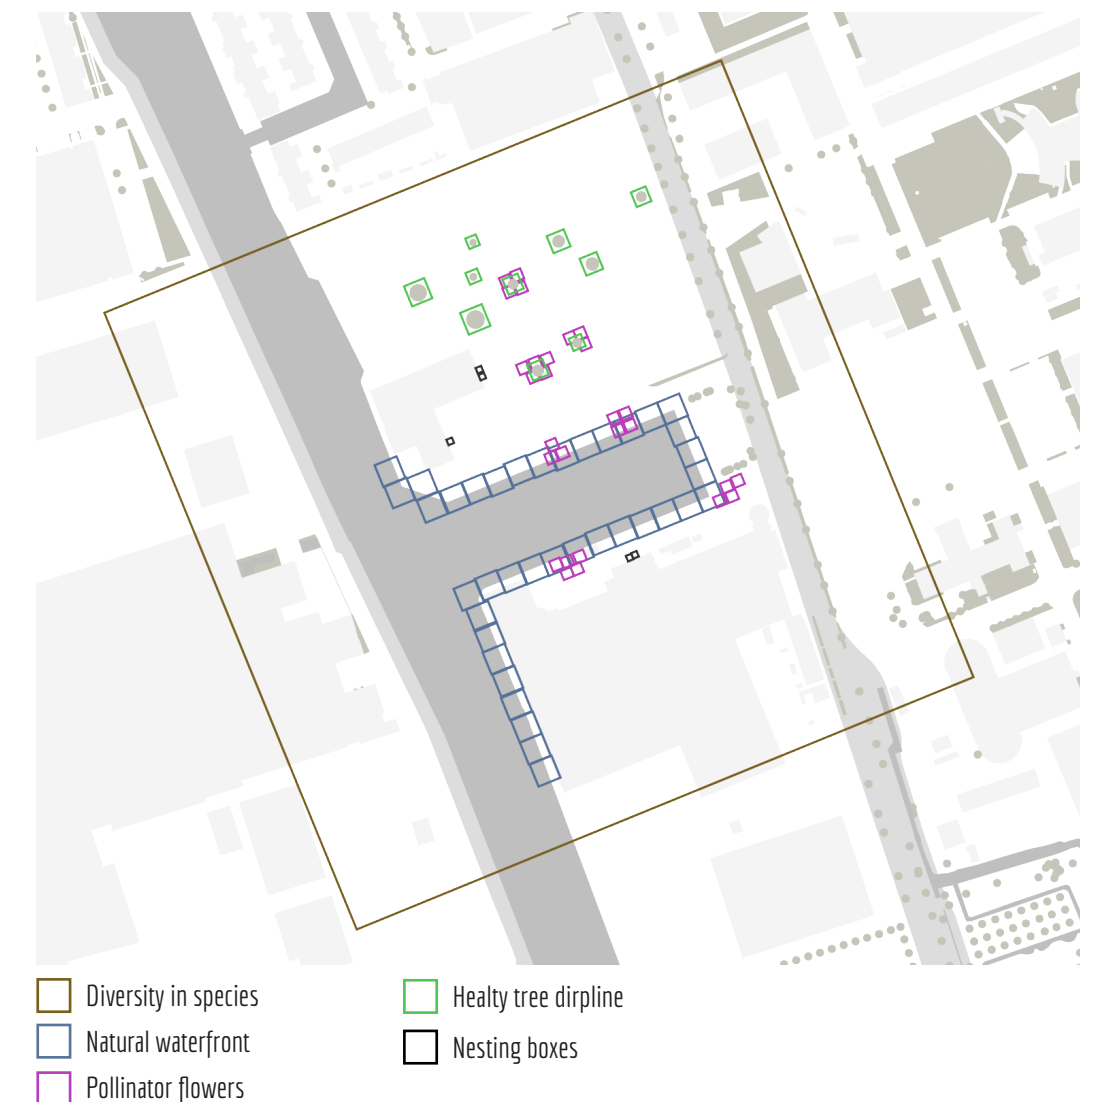 Diversity in species
Natural waterfront
Pollinator flowers
Healty tree dirpline
Nesting boxes